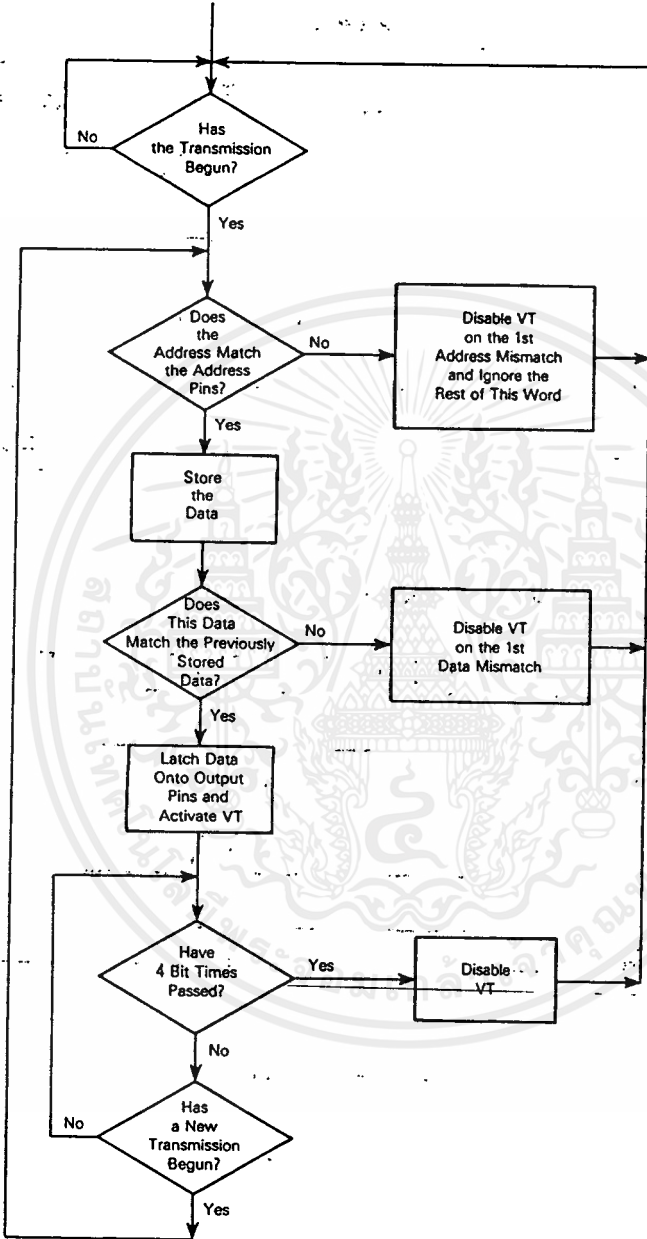 Has
the Transmission
Begun?
No
Yes
Does
the
Address Match
the Address
Pins?
No
Yes
Disable VT
on the 1st
Address Mismatch
and Ignore the
Rest of This Word
Store
the
Data
Does
This Data
Match the Previously
Stored
Data?
No
Yes
Disable VT
on the 1st
Data Mismatch
Latch Data
Onto Output
Pins and
Activate VT
Have
4 Bit Times
Passed?
Yes
No
Disable
VT
Has
a New
Transmission
Begun?
No
Yes